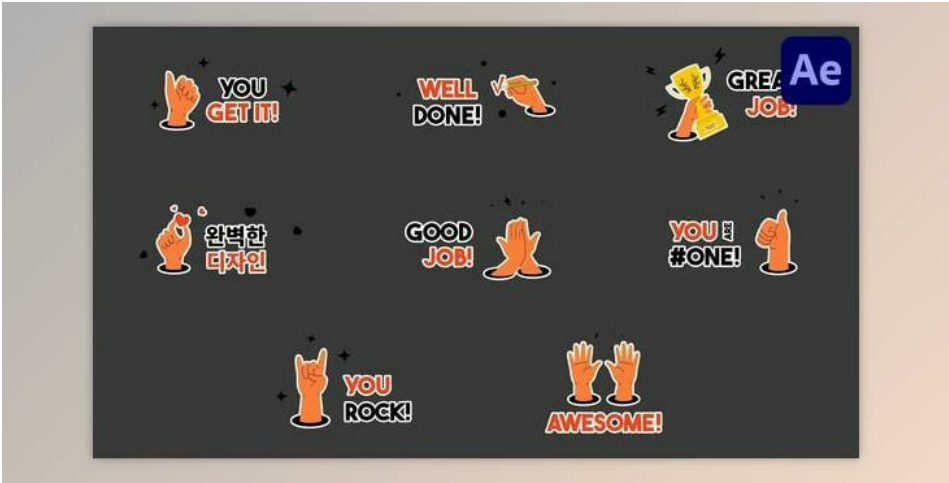 YOU
GET IT!
WELL
DONE!
Ae
JOB!
완벽한
디자인
GOOD
JOB!
YOU ARE
#ONE!
YOU
ROCK!
AWESOME!